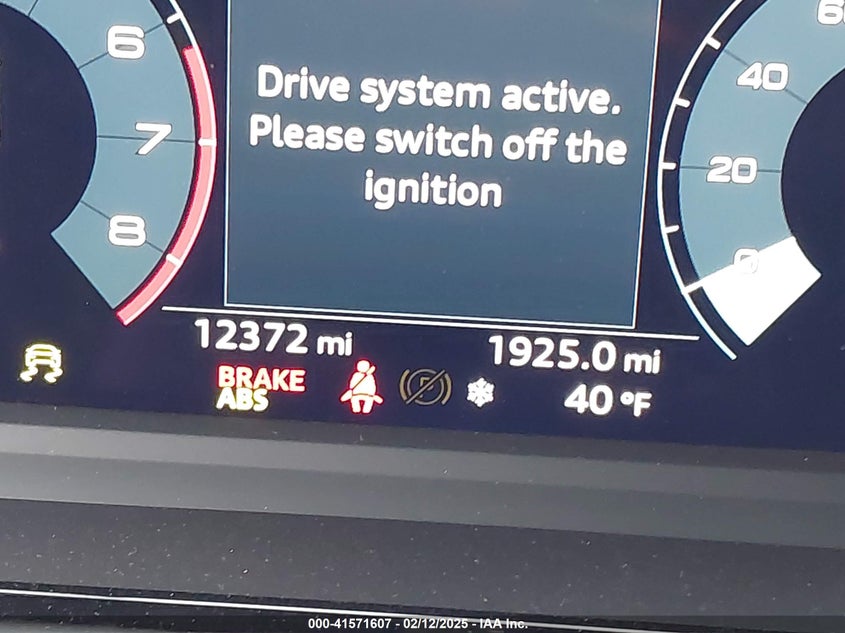 6
7
8
60
40
20
0
Drive system active.
Please switch off the
ignition
12372 mi
1925.0 mi
BRAKE
ABS
P
40 °F
000-41571607 - 02/12/2025 - IAA Inc.